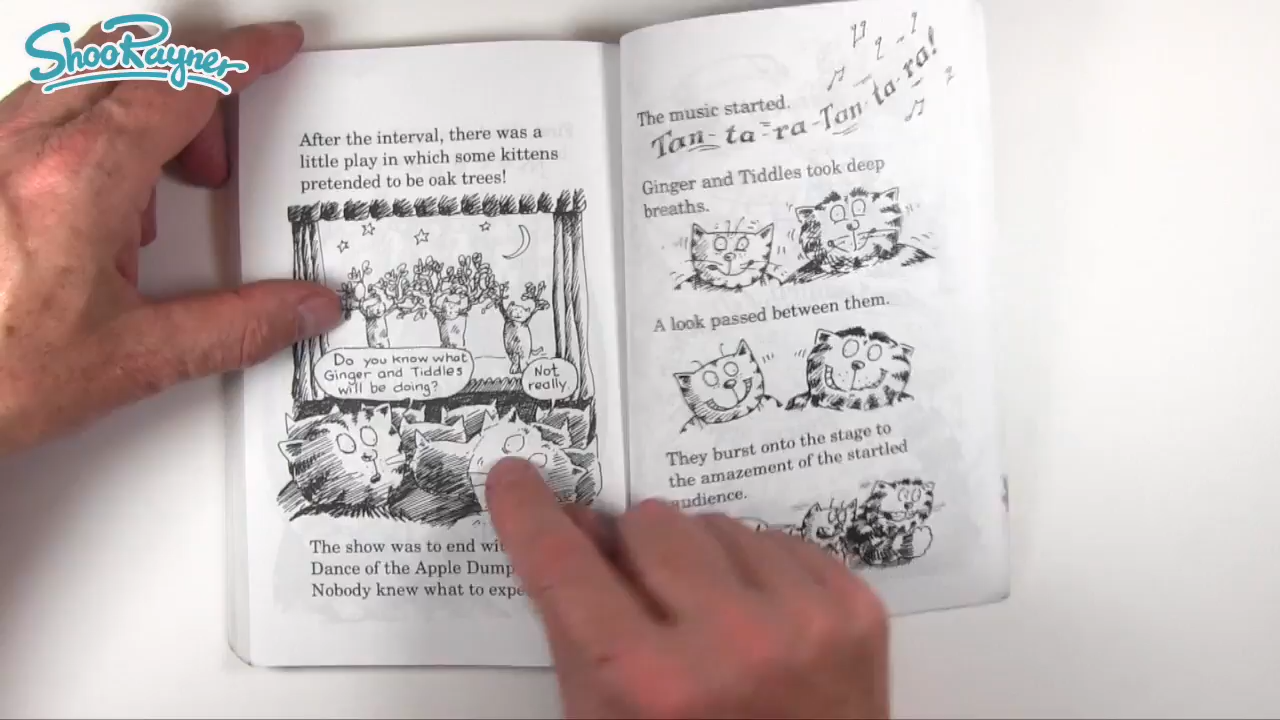 ShooRayner
After the interval, there was a
little play in which some kittens
pretended to be oak trees!
Do you know what
Ginger and Tiddles
will be doing?
Not
really.
The show was to end
Dance of the Apple
Nobody knew what to
The music started.
Tan-ta-ra-Tan-ta-ra!
Ginger and Tiddles took deep
breaths.
A look passed between them.
They burst onto the stage to
the amazement of the startled
audience.